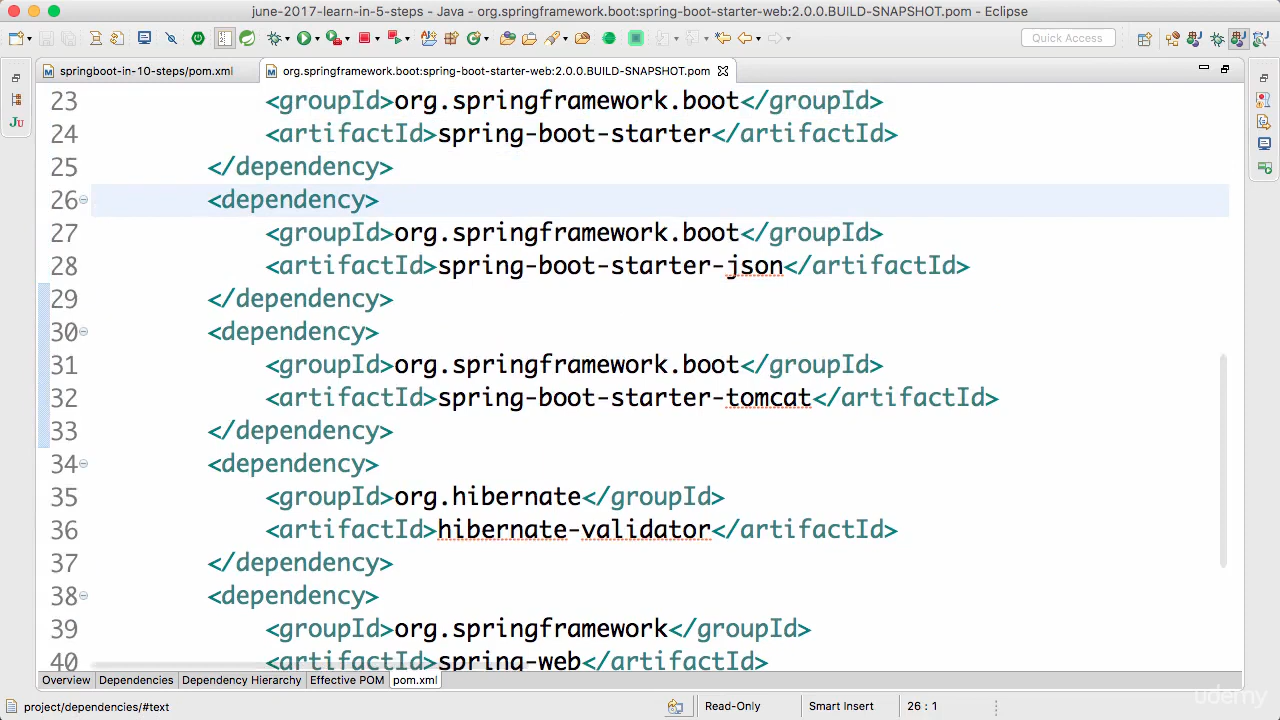 june-2017-learn-in-5-steps - Java - org.springframework.boot:spring-boot-starter-web:2.0.0.BUILD-SNAPSHOT.pom - Eclipse
Quick Access
springboot-in-10-steps/pom.xml
org.springframework.boot:spring-boot-starter-web:2.0.0.BUILD-SNAPSHOT.pom
23 <groupId>org.springframework.boot</groupId>
24 <artifactId>spring-boot-starter</artifactId>
25 </dependency>
26 <dependency>
27 <groupId>org.springframework.boot</groupId>
28 <artifactId>spring-boot-starter-json</artifactId>
29 </dependency>
30 <dependency>
31 <groupId>org.springframework.boot</groupId>
32 <artifactId>spring-boot-starter-tomcat</artifactId>
33 </dependency>
34 <dependency>
35 <groupId>org.hibernate</groupId>
36 <artifactId>hibernate-validator</artifactId>
37 </dependency>
38 <dependency>
39 <groupId>org.springframework</groupId>
40 <artifactId>spring-web</artifactId>
Overview Dependencies Dependency Hierarchy Effective POM pom.xml
project/dependencies/#text Read-Only Smart Insert 26 : 1
udemy